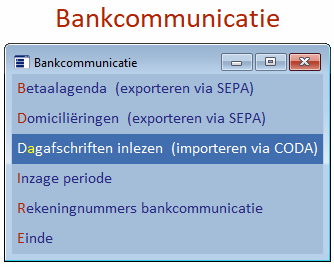 Bankcommunicatie
Bankcommunicatie
Betaalagenda (exporteren via SEPA)
Domiciliëringen (exporteren via SEPA)
Dagafschriften inlezen (importeren via CODA)
Inzage periode
Rekeningnummers bankcommunicatie
Einde